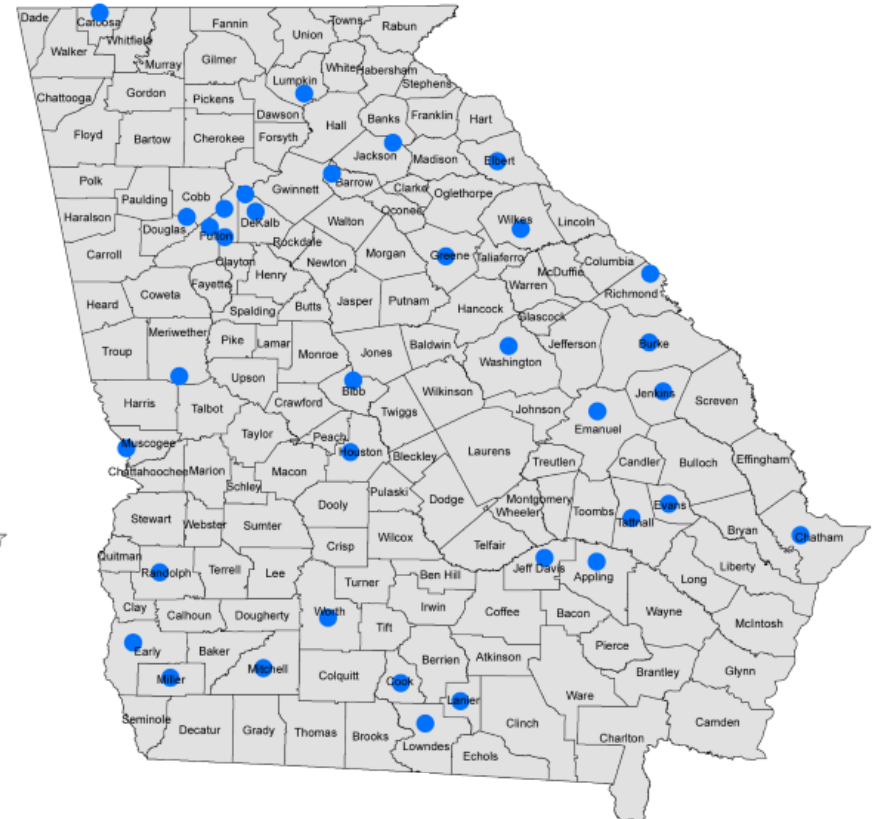 Dade
Catoosa
Whitfield
Fannin
Towns
Rabun
Union
Walker
Murray
Gilmer
White
Habersham
Lumpkin
Stephens
Chattooga
Gordon
Pickens
Dawson
Banks
Franklin
Hart
Hall
Floyd
Bartow
Cherokee
Forsyth
Jackson
Madison
Elbert
Polk
Paulding
Cobb
Gwinnett
Barrow
Clarke
Oglethorpe
Haralson
Douglas
Fulton
DeKalb
Walton
Oconee
Wilkes
Lincoln
Carroll
Clayton
Rockdale
Newton
Morgan
Greene
Taliaferro
McDuffie
Columbia
Richmond
Heard
Coweta
Fayette
Henry
Spalding
Butts
Jasper
Putnam
Hancock
Warren
Glascock
Troup
Meriwether
Pike
Lamar
Monroe
Jones
Baldwin
Washington
Jefferson
Burke
Harris
Talbot
Upson
Crawford
Bibb
Twiggs
Wilkinson
Johnson
Emanuel
Jenkins
Screven
Muscogee
Chattahoochee
Marion
Taylor
Schley
Macon
Peach
Houston
Bleckley
Laurens
Treutlen
Candler
Bulloch
Effingham
Stewart
Webster
Sumter
Dooly
Pulaski
Dodge
Montgomery
Wheeler
Toombs
Tattnall
Evans
Bryan
Chatham
Quitman
Randolph
Terrell
Lee
Crisp
Wilcox
Telfair
Jeff Davis
Appling
Long
Liberty
Clay
Calhoun
Dougherty
Worth
Turner
Tift
Ben Hill
Irwin
Coffee
Bacon
Wayne
McIntosh
Early
Baker
Miller
Mitchell
Colquitt
Cook
Berrien
Lanier
Atkinson
Pierce
Ware
Brantley
Glynn
Seminole
Decatur
Grady
Thomas
Brooks
Lowndes
Echols
Clinch
Charlton
Camden